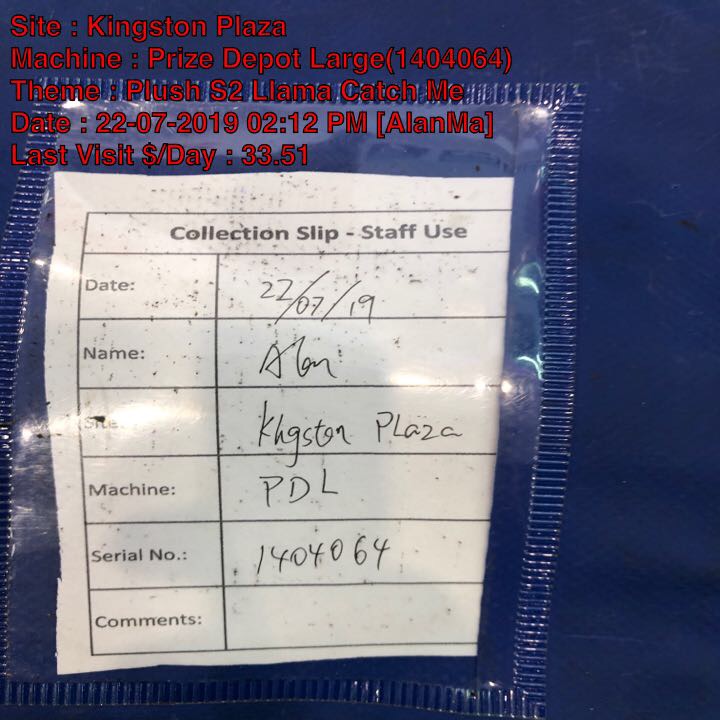 Site : Kingston Plaza
Machine : Prize Depot Large(1404064)
Theme : Plush S2 Llama Catch Me
Date : 22-07-2019 02:12 PM [AlanMa]
Last Visit $/Day : 33.51
Collection Slip - Staff Use
Date: 22/07/19
Name: Alan
Site: Kingston PLaza
Machine: PDL
Serial No.: 1404064
Comments: